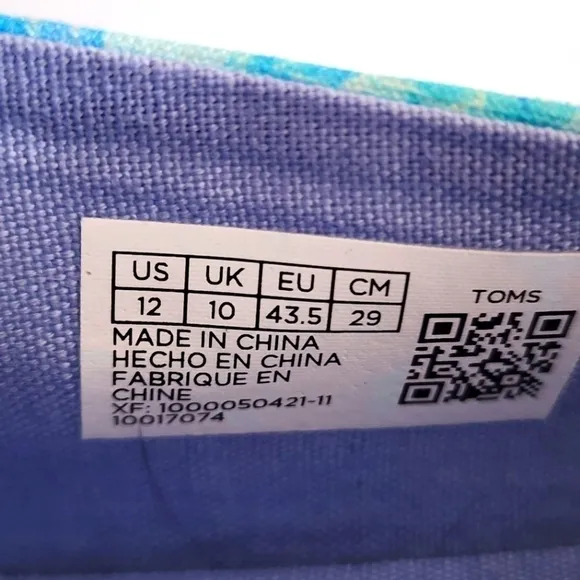 US UK EU CM
12 10 43.5 29
TOMS
MADE IN CHINA
HECHO EN CHINA
FABRIQUE EN
CHINE
XF: 1000050421-11
10017074